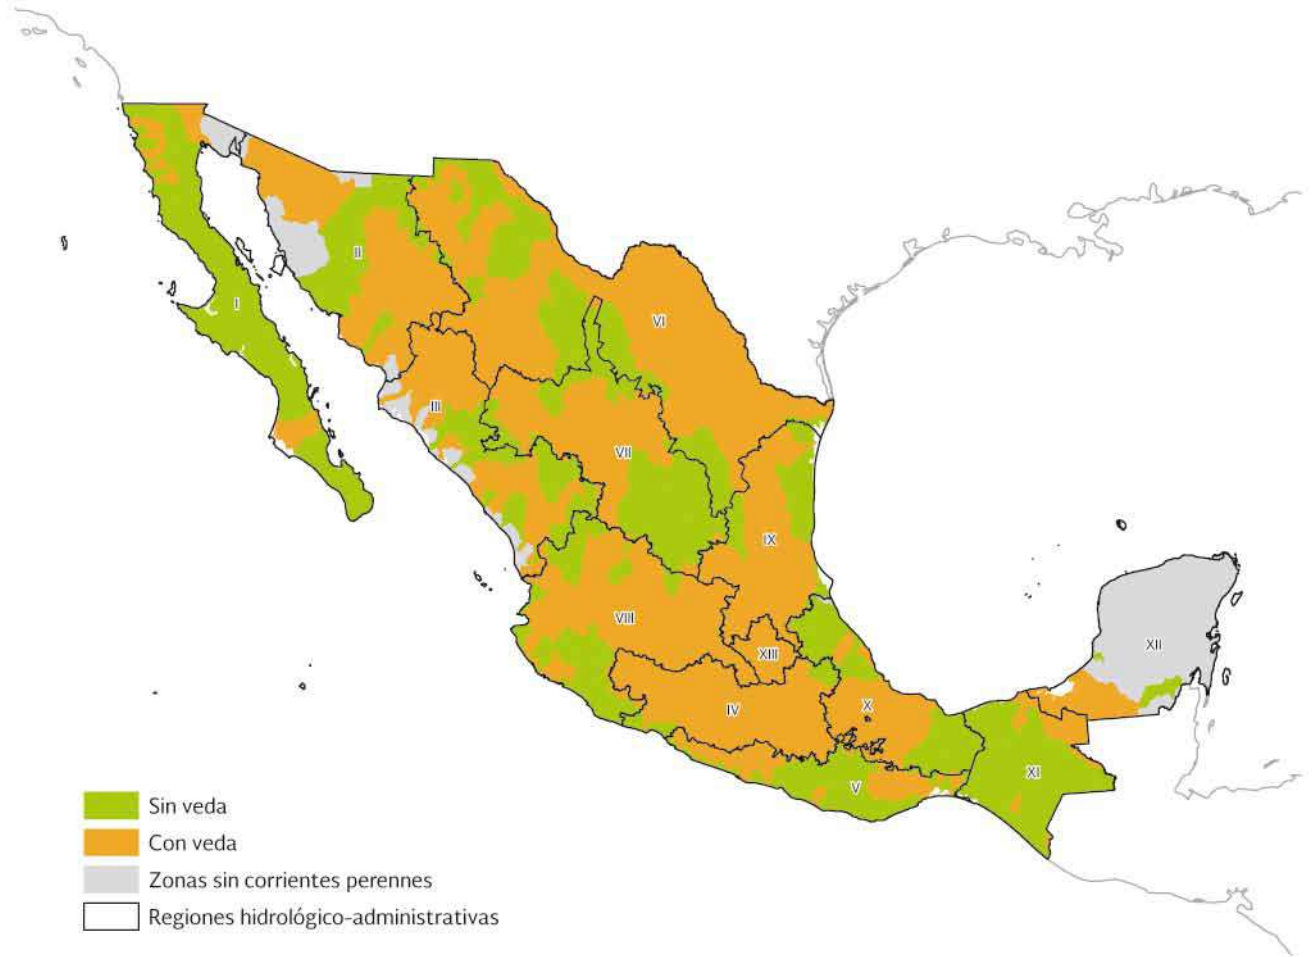 II
I
VI
III
VII
IX
VIII
XII
XIII
X
IV
XI
V
Sin veda
Con veda
Zonas sin corrientes perennes
Regiones hidrológico-administrativas